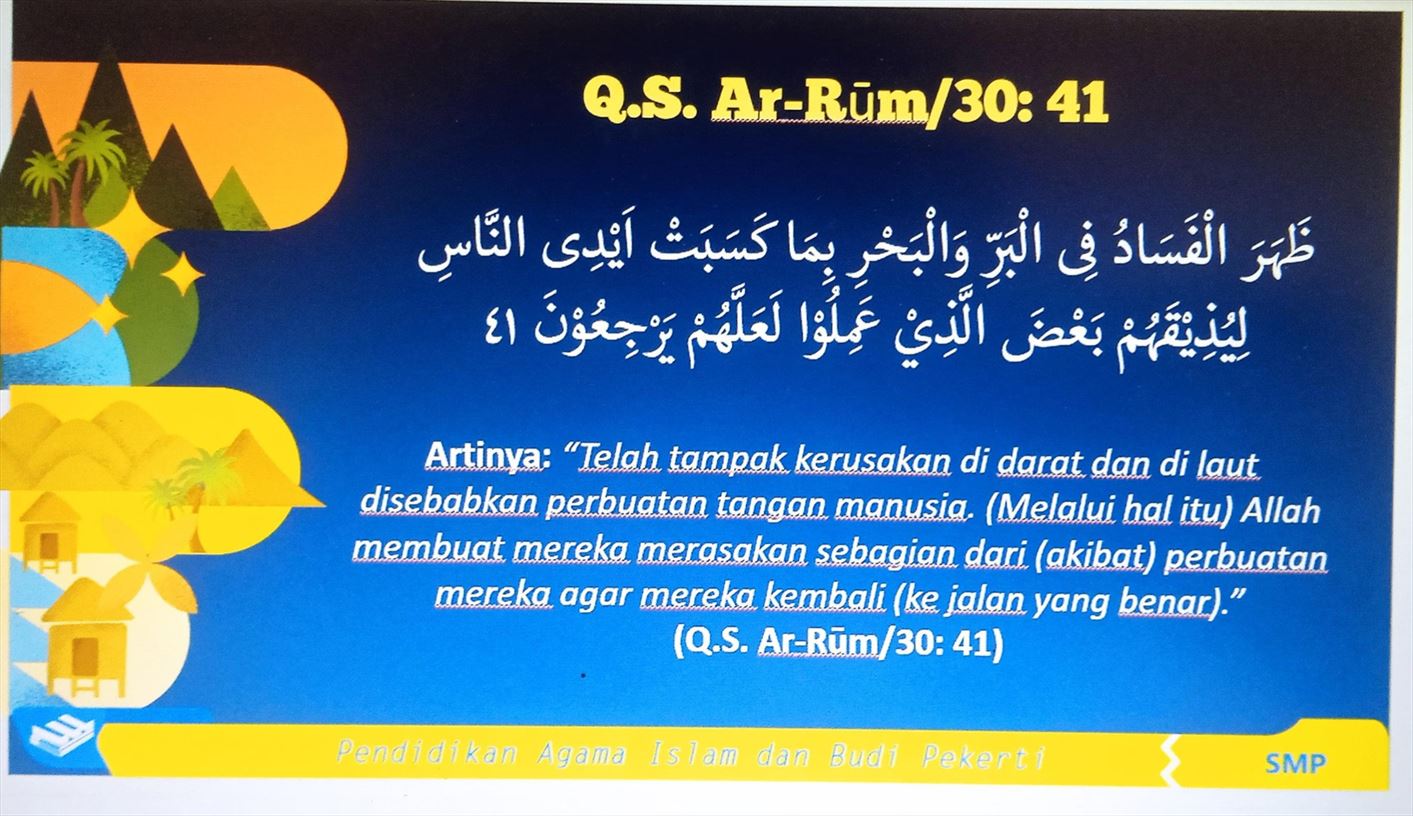 Q.S. Ar-Rūm/30: 41
ظَهَرَ الْفَسَادُ فِى الْبَرِّ وَالْبَحْرِ بِمَا كَسَبَتْ اَيْدِى النَّاسِ
لِيُذِيْقَهُمْ بَعْضَ الَّذِيْ عَمِلُوْا لَعَلَّهُمْ يَرْجِعُوْنَ ٤١
Artinya: “Telah tampak kerusakan di darat dan di laut
disebabkan perbuatan tangan manusia. (Melalui hal itu) Allah
membuat mereka merasakan sebagian dari (akibat) perbuatan
mereka agar mereka kembali (ke jalan yang benar).”
(Q.S. Ar-Rūm/30: 41)
Pendidikan Agama Islam dan Budi Pekerti
SMP